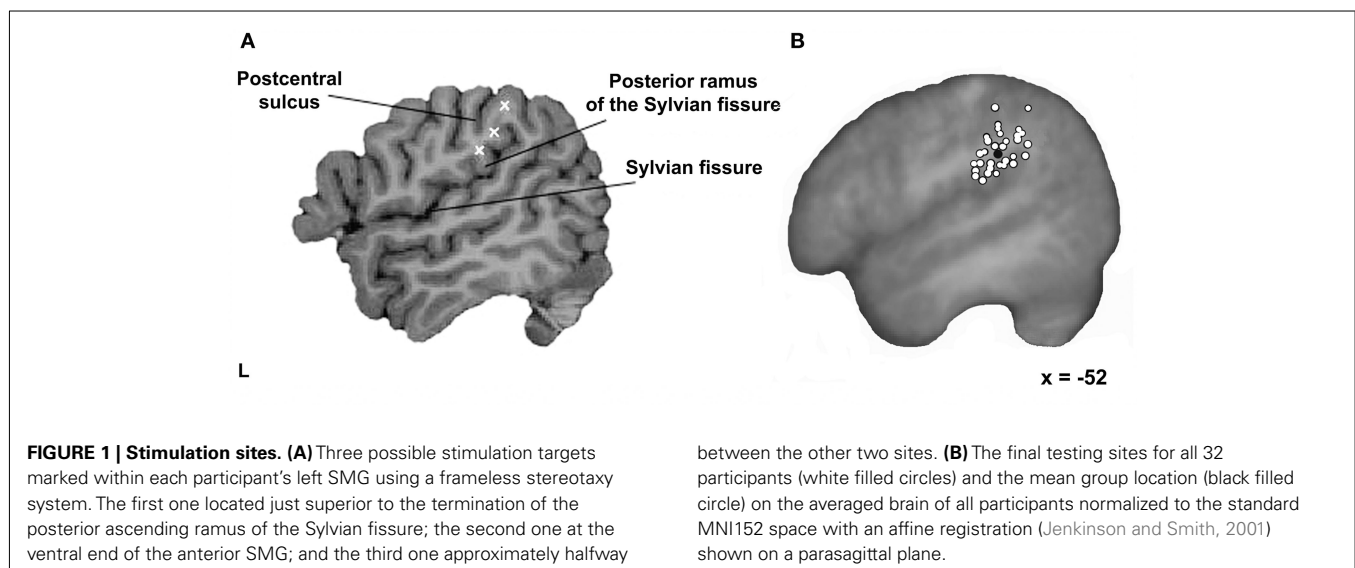 A
B
Postcentral
sulcus
Posterior ramus
of the Sylvian fissure
Sylvian fissure
L
x = -52
FIGURE 1 | Stimulation sites. (A) Three possible stimulation targets
marked within each participant's left SMG using a frameless stereotaxy
system. The first one located just superior to the termination of the
posterior ascending ramus of the Sylvian fissure; the second one at the
ventral end of the anterior SMG; and the third one approximately halfway
between the other two sites. (B) The final testing sites for all 32
participants (white filled circles) and the mean group location (black filled
circle) on the averaged brain of all participants normalized to the standard
MNI152 space with an affine registration (Jenkinson and Smith, 2001)
shown on a parasagittal plane.